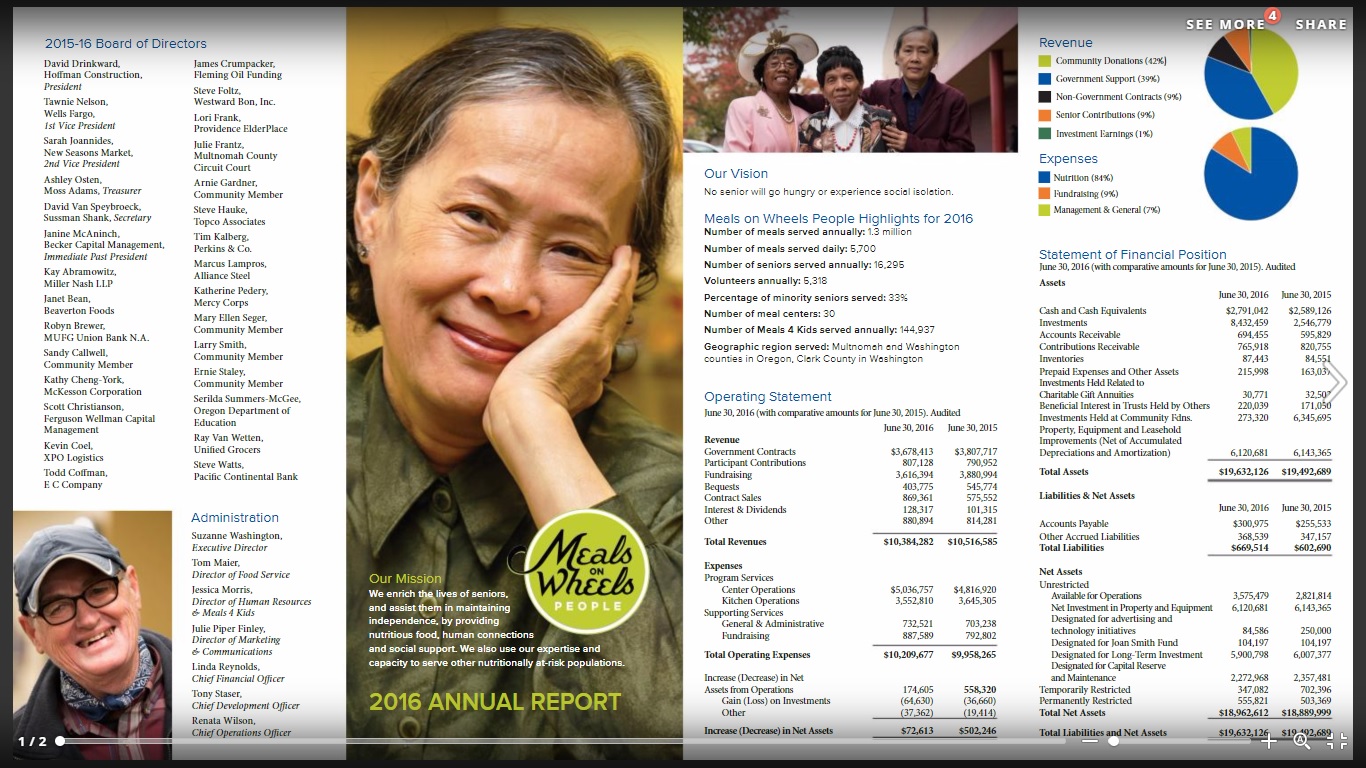 SEE MORE 4 SHARE
2015-16 Board of Directors
David Drinkward,
Hoffman Construction,
President
Tawnie Nelson,
Wells Fargo,
1st Vice President
Sarah Joannides,
New Seasons Market,
2nd Vice President
Ashley Osten,
Moss Adams, Treasurer
David Van Speybroeck,
Sussman Shank, Secretary
Janine McAninch,
Becker Capital Management,
Immediate Past President
Kay Abramowitz,
Miller Nash LLP
Janet Bean,
Beaverton Foods
Robyn Brewer,
MUFG Union Bank N.A.
Sandy Callwell,
Community Member
Kathy Cheng-York,
McKesson Corporation
Scott Christianson,
Ferguson Wellman Capital
Management
Kevin Coel,
XPO Logistics
Todd Coffman,
E C Company
James Crumpacker,
Fleming Oil Funding
Steve Foltz,
Westward Bon, Inc.
Lori Frank,
Providence ElderPlace
Julie Frantz,
Multnomah County
Circuit Court
Arnie Gardner,
Community Member
Steve Hauke,
Topco Associates
Tim Kalberg,
Perkins & Co.
Marcus Lampros,
Alliance Steel
Katherine Pedery,
Mercy Corps
Mary Ellen Seger,
Community Member
Larry Smith,
Community Member
Ernie Staley,
Community Member
Serilda Summers-McGee,
Oregon Department of
Education
Ray Van Wetten,
Unified Grocers
Steve Watts,
Pacific Continental Bank
Administration
Suzanne Washington,
Executive Director
Tom Maier,
Director of Food Service
Jessica Morris,
Director of Human Resources
& Meals 4 Kids
Julie Piper Finley,
Director of Marketing
& Communications
Linda Reynolds,
Chief Financial Officer
Tony Staser,
Chief Development Officer
Renata Wilson,
Chief Operations Officer
Meals
ON
Wheels
PEOPLE
Our Mission
We enrich the lives of seniors,
and assist them in maintaining
independence, by providing
nutritious food, human connections
and social support. We also use our expertise and
capacity to serve other nutritionally at-risk populations.
2016 ANNUAL REPORT
Our Vision
No senior will go hungry or experience social isolation.
Meals on Wheels People Highlights for 2016
Number of meals served annually: 1.3 million
Number of meals served daily: 5,700
Number of seniors served annually: 16,295
Volunteers annually: 5,318
Percentage of minority seniors served: 33%
Number of meal centers: 30
Number of Meals 4 Kids served annually: 144,937
Geographic region served: Multnomah and Washington
counties in Oregon, Clark County in Washington
Operating Statement
June 30, 2016 (with comparative amounts for June 30, 2015). Audited
June 30, 2016 June 30, 2015
Revenue
Government Contracts $3,678,413 $3,807,717
Participant Contributions 807,128 790,952
Fundraising 3,616,394 3,880,994
Bequests 403,775 545,774
Contract Sales 869,361 575,552
Interest & Dividends 128,317 101,315
Other 880,894 814,281
Total Revenues $10,384,282 $10,516,585
Expenses
Program Services
Center Operations $5,036,757 $4,816,920
Kitchen Operations 3,552,810 3,645,305
Supporting Services
General & Administrative 732,521 703,238
Fundraising 887,589 792,802
Total Operating Expenses $10,209,677 $9,958,265
Increase (Decrease) in Net
Assets from Operations 174,605 558,320
Gain (Loss) on Investments (64,630) (36,660)
Other (37,362) (19,414)
Increase (Decrease) in Net Assets $72,613 $502,246
Revenue
Community Donations (42%)
Government Support (39%)
Non-Government Contracts (9%)
Senior Contributions (9%)
Investment Earnings (1%)
Expenses
Nutrition (84%)
Fundraising (9%)
Management & General (7%)
Statement of Financial Position
June 30, 2016 (with comparative amounts for June 30, 2015). Audited
Assets
June 30, 2016 June 30, 2015
Cash and Cash Equivalents $2,791,042 $2,589,126
Investments 8,432,459 2,546,779
Accounts Receivable 694,455 595,829
Contributions Receivable 765,918 820,755
Inventories 87,443 84,551
Prepaid Expenses and Other Assets 215,998 163,037
Investments Held Related to
Charitable Gift Annuities 30,771 32,507
Beneficial Interest in Trusts Held by Others 220,039 171,050
Investments Held at Community Fdns. 273,320 6,345,695
Property, Equipment and Leasehold
Improvements (Net of Accumulated
Depreciations and Amortization) 6,120,681 6,143,365
Total Assets $19,632,126 $19,492,689
Liabilities & Net Assets
June 30, 2016 June 30, 2015
Accounts Payable $300,975 $255,533
Other Accrued Liabilities 368,539 347,157
Total Liabilities $669,514 $602,690
Net Assets
Unrestricted
Available for Operations 3,575,479 2,821,814
Net Investment in Property and Equipment 6,120,681 6,143,365
Designated for advertising and
technology initiatives 84,586 250,000
Designated for Joan Smith Fund 104,197 104,197
Designated for Long-Term Investment 5,900,798 6,007,377
Designated for Capital Reserve
and Maintenance 2,272,968 2,357,481
Temporarily Restricted 347,082 702,396
Permanently Restricted 555,821 503,369
Total Net Assets $18,962,612 $18,889,999
Total Liabilities and Net Assets $19,632,126 $19,492,689
1 / 2